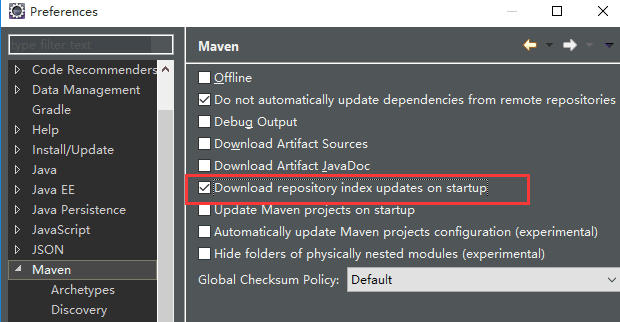 Preferences
type filter text
Code Recommenders
Data Management
Gradle
Help
Install/Update
Java
Java EE
Java Persistence
JavaScript
JSON
Maven
Archetypes
Discovery
Maven
Offline
Do not automatically update dependencies from remote repositories
Debug Output
Download Artifact Sources
Download Artifact JavaDoc
Download repository index updates on startup
Update Maven projects on startup
Automatically update Maven projects configuration (experimental)
Hide folders of physically nested modules (experimental)
Global Checksum Policy: Default